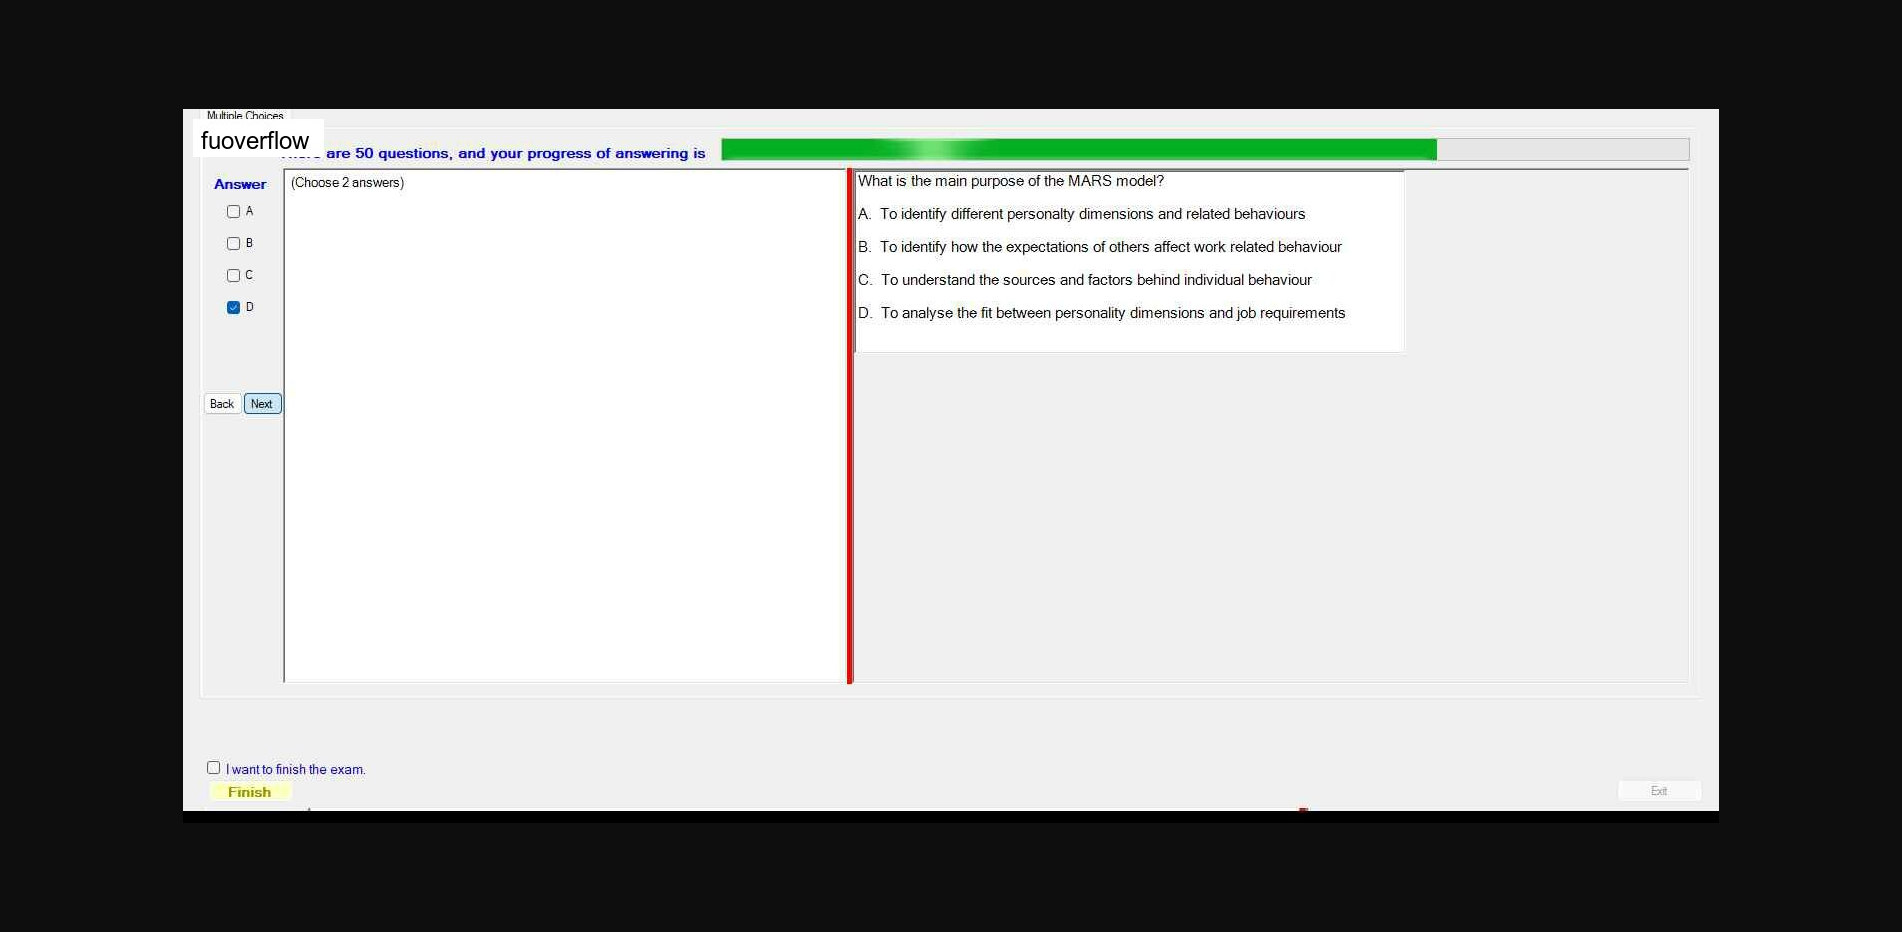 Multiple Choices
fuoverflow
are 50 questions, and your progress of answering is
Answer
(Choose 2 answers)
A
B
C
D
Back Next
What is the main purpose of the MARS model?
A. To identify different personalty dimensions and related behaviours
B. To identify how the expectations of others affect work related behaviour
C. To understand the sources and factors behind individual behaviour
D. To analyse the fit between personality dimensions and job requirements
I want to finish the exam.
Finish
Exit